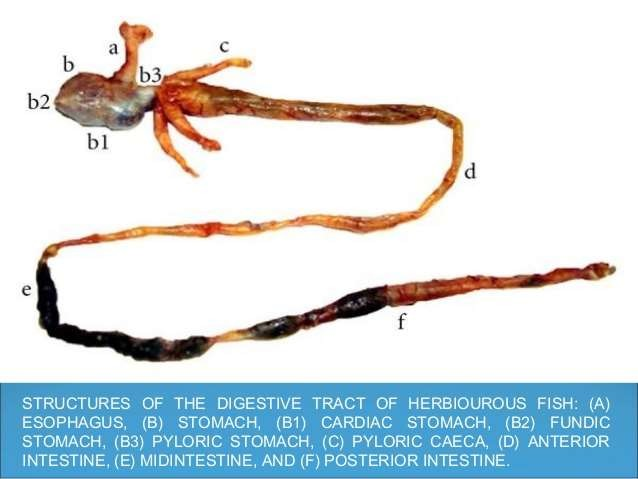 a
c
b
b3
b2
b1
d
e
f
STRUCTURES OF THE DIGESTIVE TRACT OF HERBIOUROUS FISH: (A)
ESOPHAGUS, (B) STOMACH, (B1) CARDIAC STOMACH, (B2) FUNDIC
STOMACH, (B3) PYLORIC STOMACH, (C) PYLORIC CAECA, (D) ANTERIOR
INTESTINE, (E) MIDINTESTINE, AND (F) POSTERIOR INTESTINE.